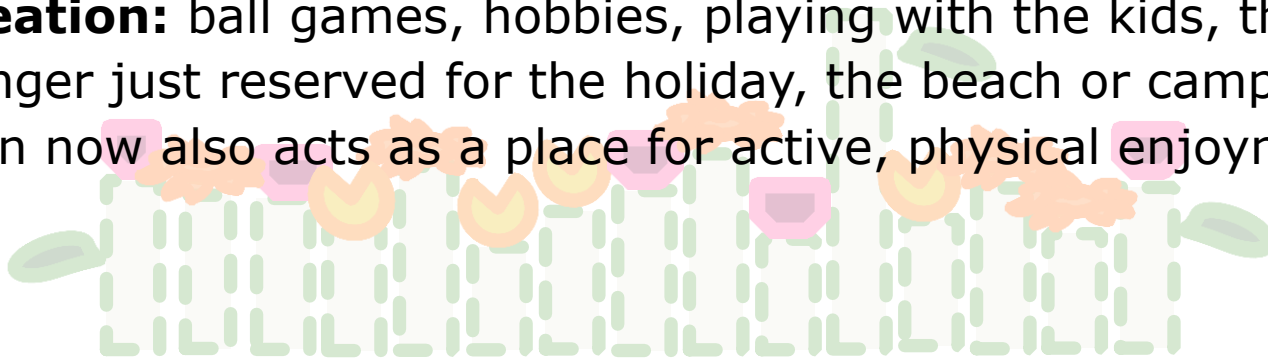 eation: ball games, hobbies, playing with the kids, th
nger just reserved for the holiday, the beach or camp
n now also acts as a place for active, physical enjoyn